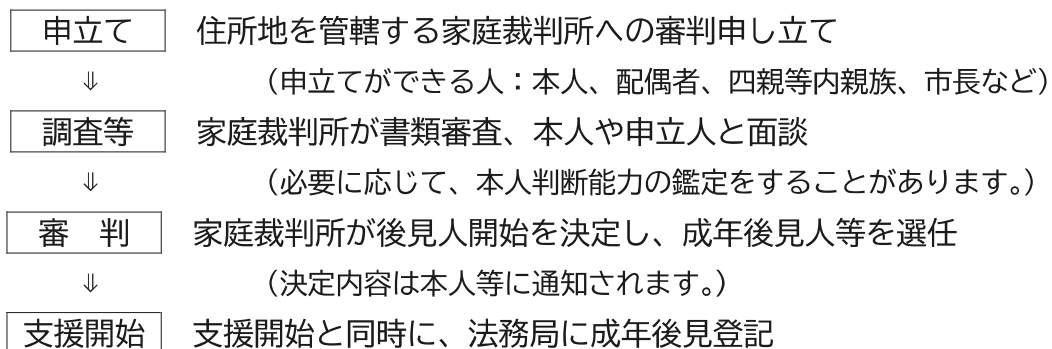 申立て　住所地を管轄する家庭裁判所への審判申し立て
⇓　（申立てができる人：本人、配偶者、四親等内親族、市長など）
調査等　家庭裁判所が書類審査、本人や申立人と面談
⇓　（必要に応じて、本人判断能力の鑑定をすることがあります。）
審　判　家庭裁判所が後見人開始を決定し、成年後見人等を選任
⇓　（決定内容は本人等に通知されます。）
支援開始　支援開始と同時に、法務局に成年後見登記